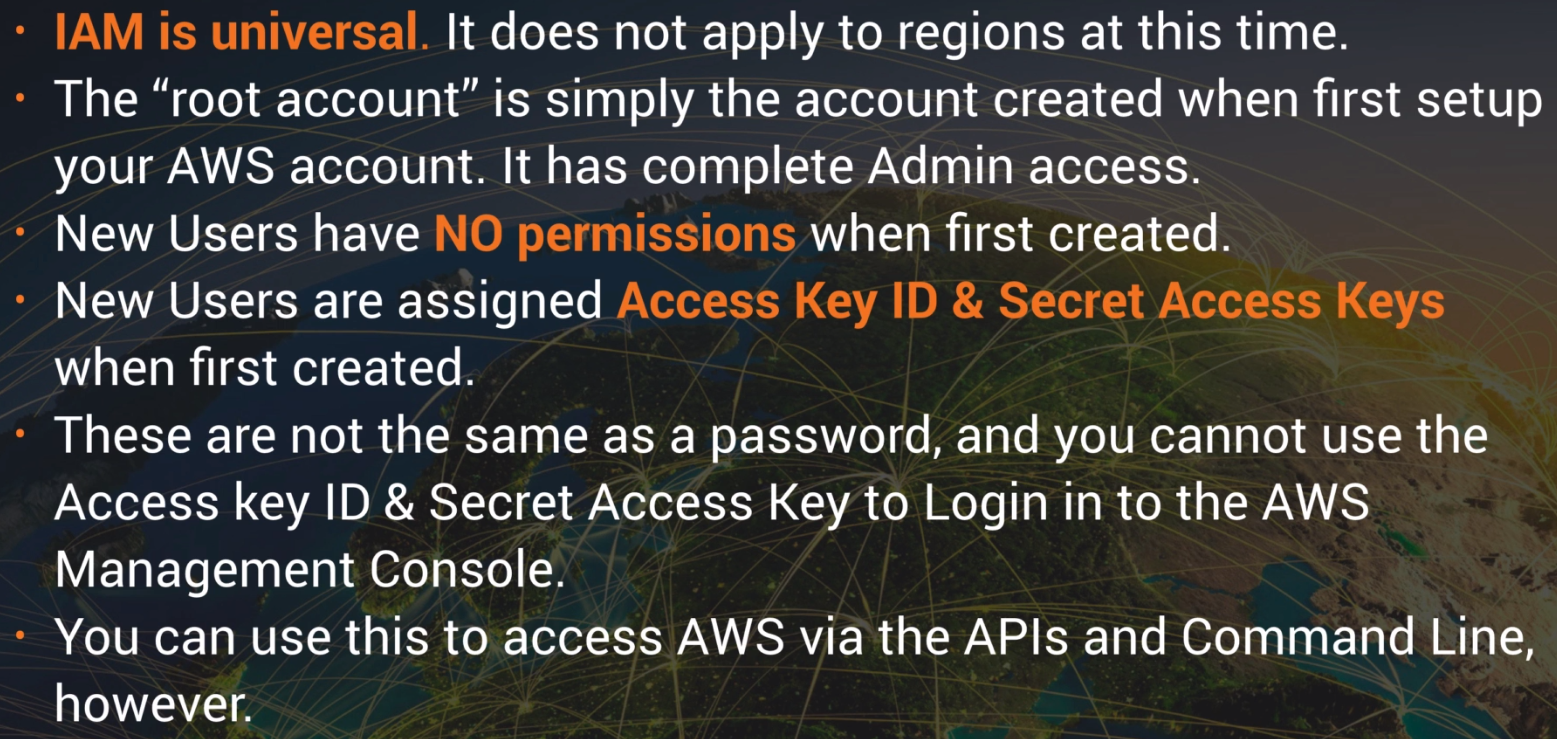 • IAM is universal. It does not apply to regions at this time.
• The “root account” is simply the account created when first setup
your AWS account. It has complete Admin access.
• New Users have NO permissions when first created.
• New Users are assigned Access Key ID & Secret Access Keys
when first created.
• These are not the same as a password, and you cannot use the
Access key ID & Secret Access Key to Login in to the AWS
Management Console.
• You can use this to access AWS via the APIs and Command Line,
however.